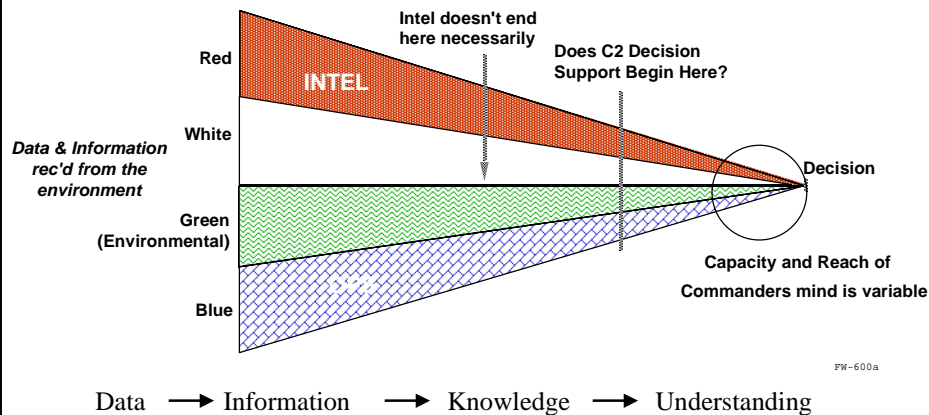 Intel doesn't end
here necessarily
Does C2 Decision
Support Begin Here?
Red
INTEL
White
Data & Information
rec'd from the
environment
Decision
Green
(Environmental)
Capacity and Reach of
Commanders mind is variable
OPS
Blue
FW-600a
Data → Information → Knowledge → Understanding